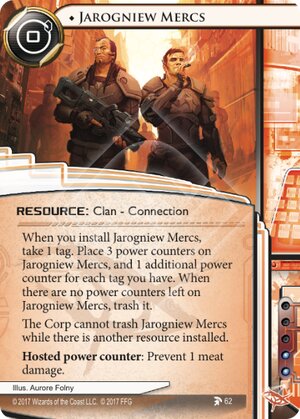 ♦ Jarogniew Mercs
0
Resource: Clan - Connection
When you install Jarogniew Mercs,
take 1 tag. Place 3 power counters on
Jarogniew Mercs, and 1 additional power
counter for each tag you have. When
there are no power counters left on
Jarogniew Mercs, trash it.
The Corp cannot trash Jarogniew Mercs
while there is another resource installed.
Hosted power counter: Prevent 1 meat
damage.
Illus. Aurore Folny
© 2017 Wizards of the Coast LLC. © 2017 FFG
62